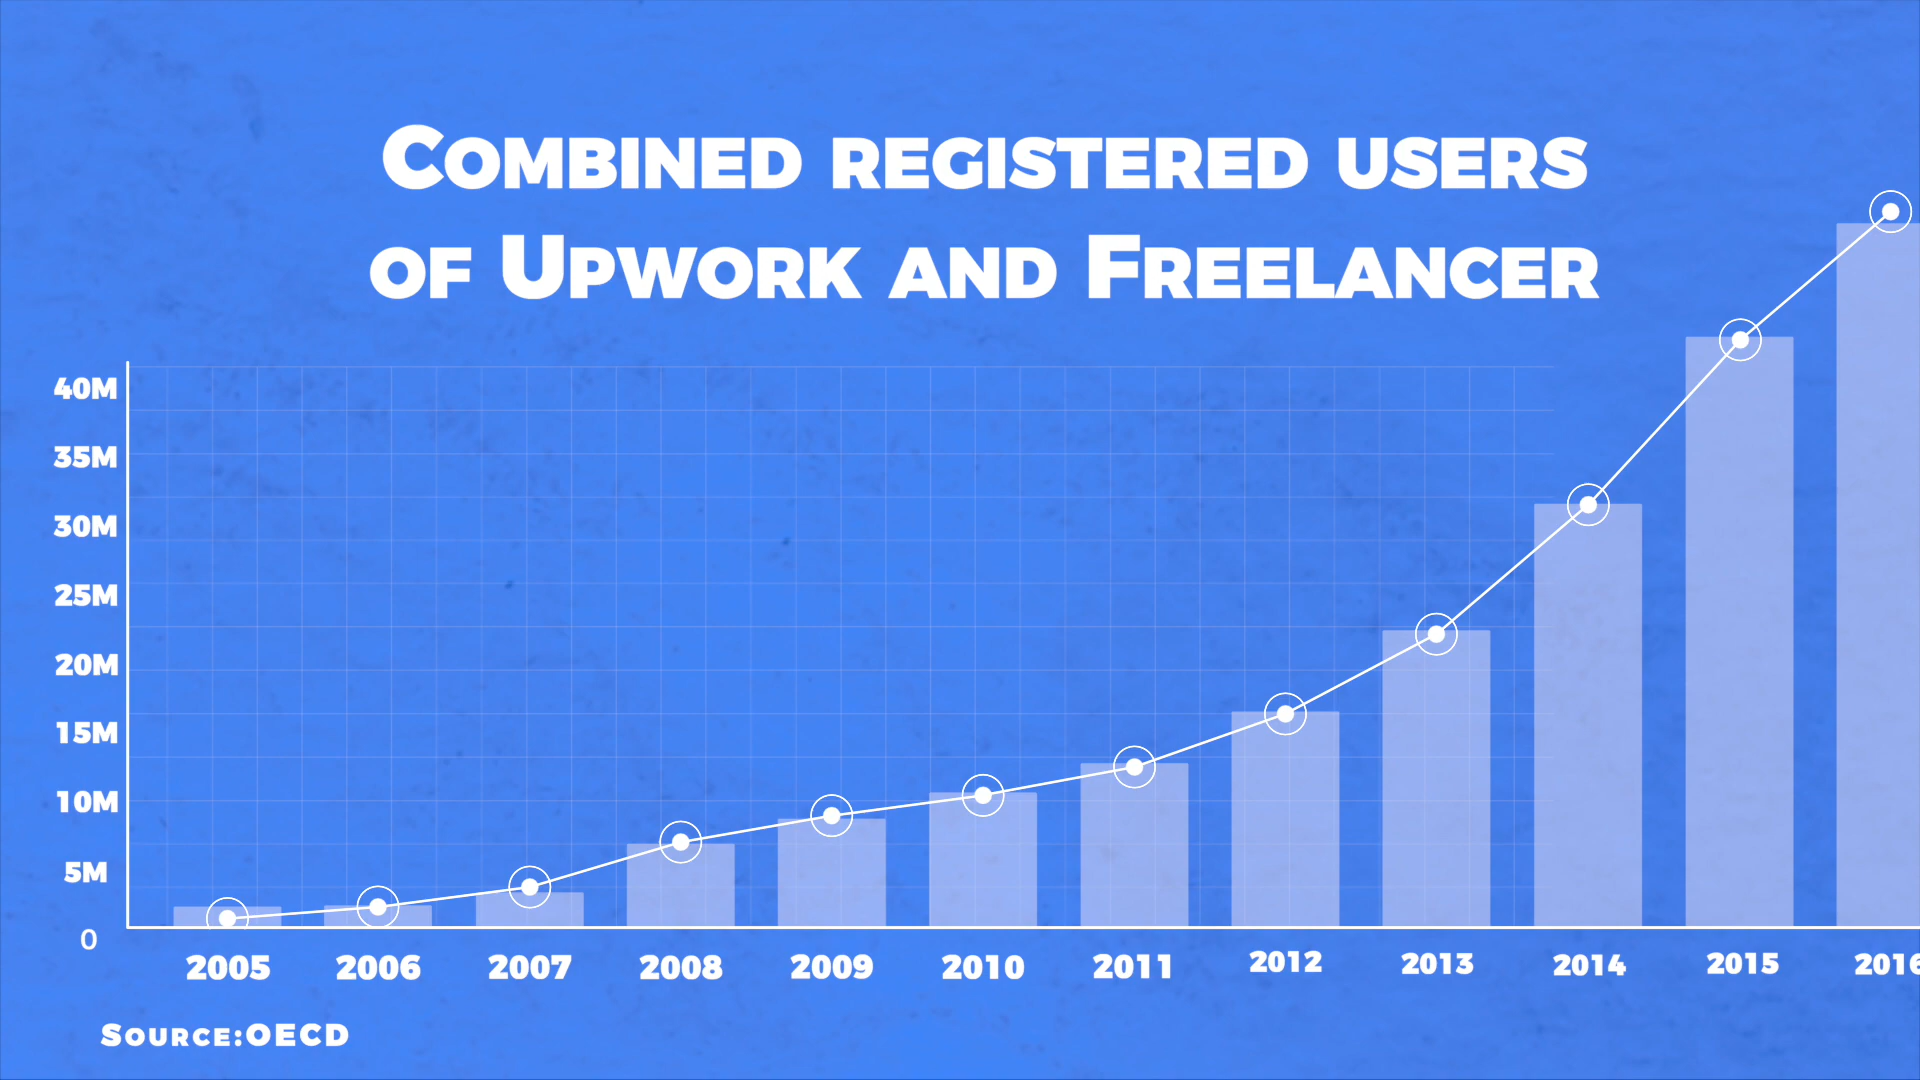 Combined registered users
of Upwork and Freelancer
40M
35M
30M
25M
20M
15M
10M
5M
0
2005 2006 2007 2008 2009 2010 2011 2012 2013 2014 2015 2016
Source:OECD